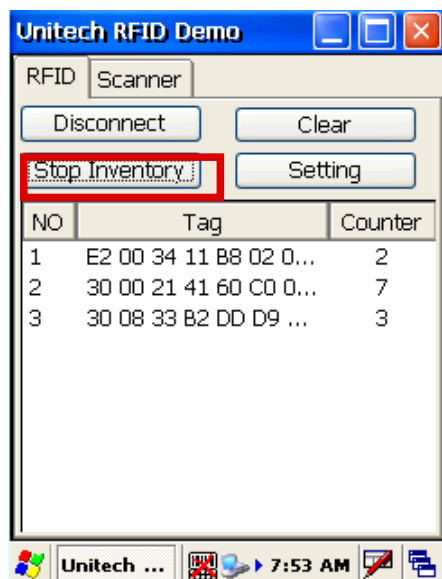 Unitech RFID Demo
RFID Scanner
Disconnect Clear
Stop Inventory Setting
NO Tag Counter
1 E2 00 34 11 B8 02 0... 2
2 30 00 21 41 60 C0 0... 7
3 30 08 33 B2 DD D9 ... 3
Unitech ... 7:53 AM